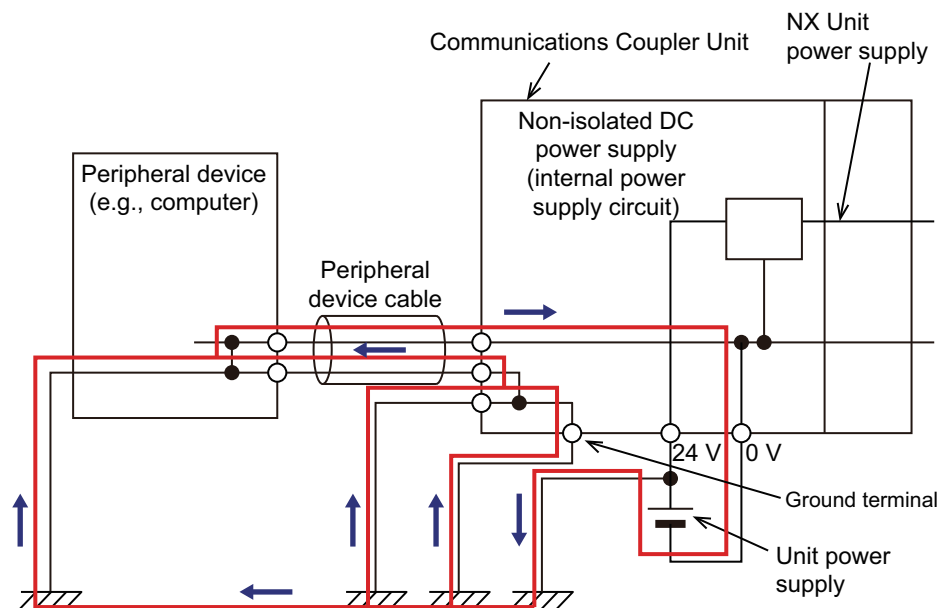 Communications Coupler Unit
NX Unit
power supply
Non-isolated DC
power supply
(internal power
supply circuit)
Peripheral device
(e.g., computer)
Peripheral
device cable
24 V
0 V
Ground terminal
Unit power
supply